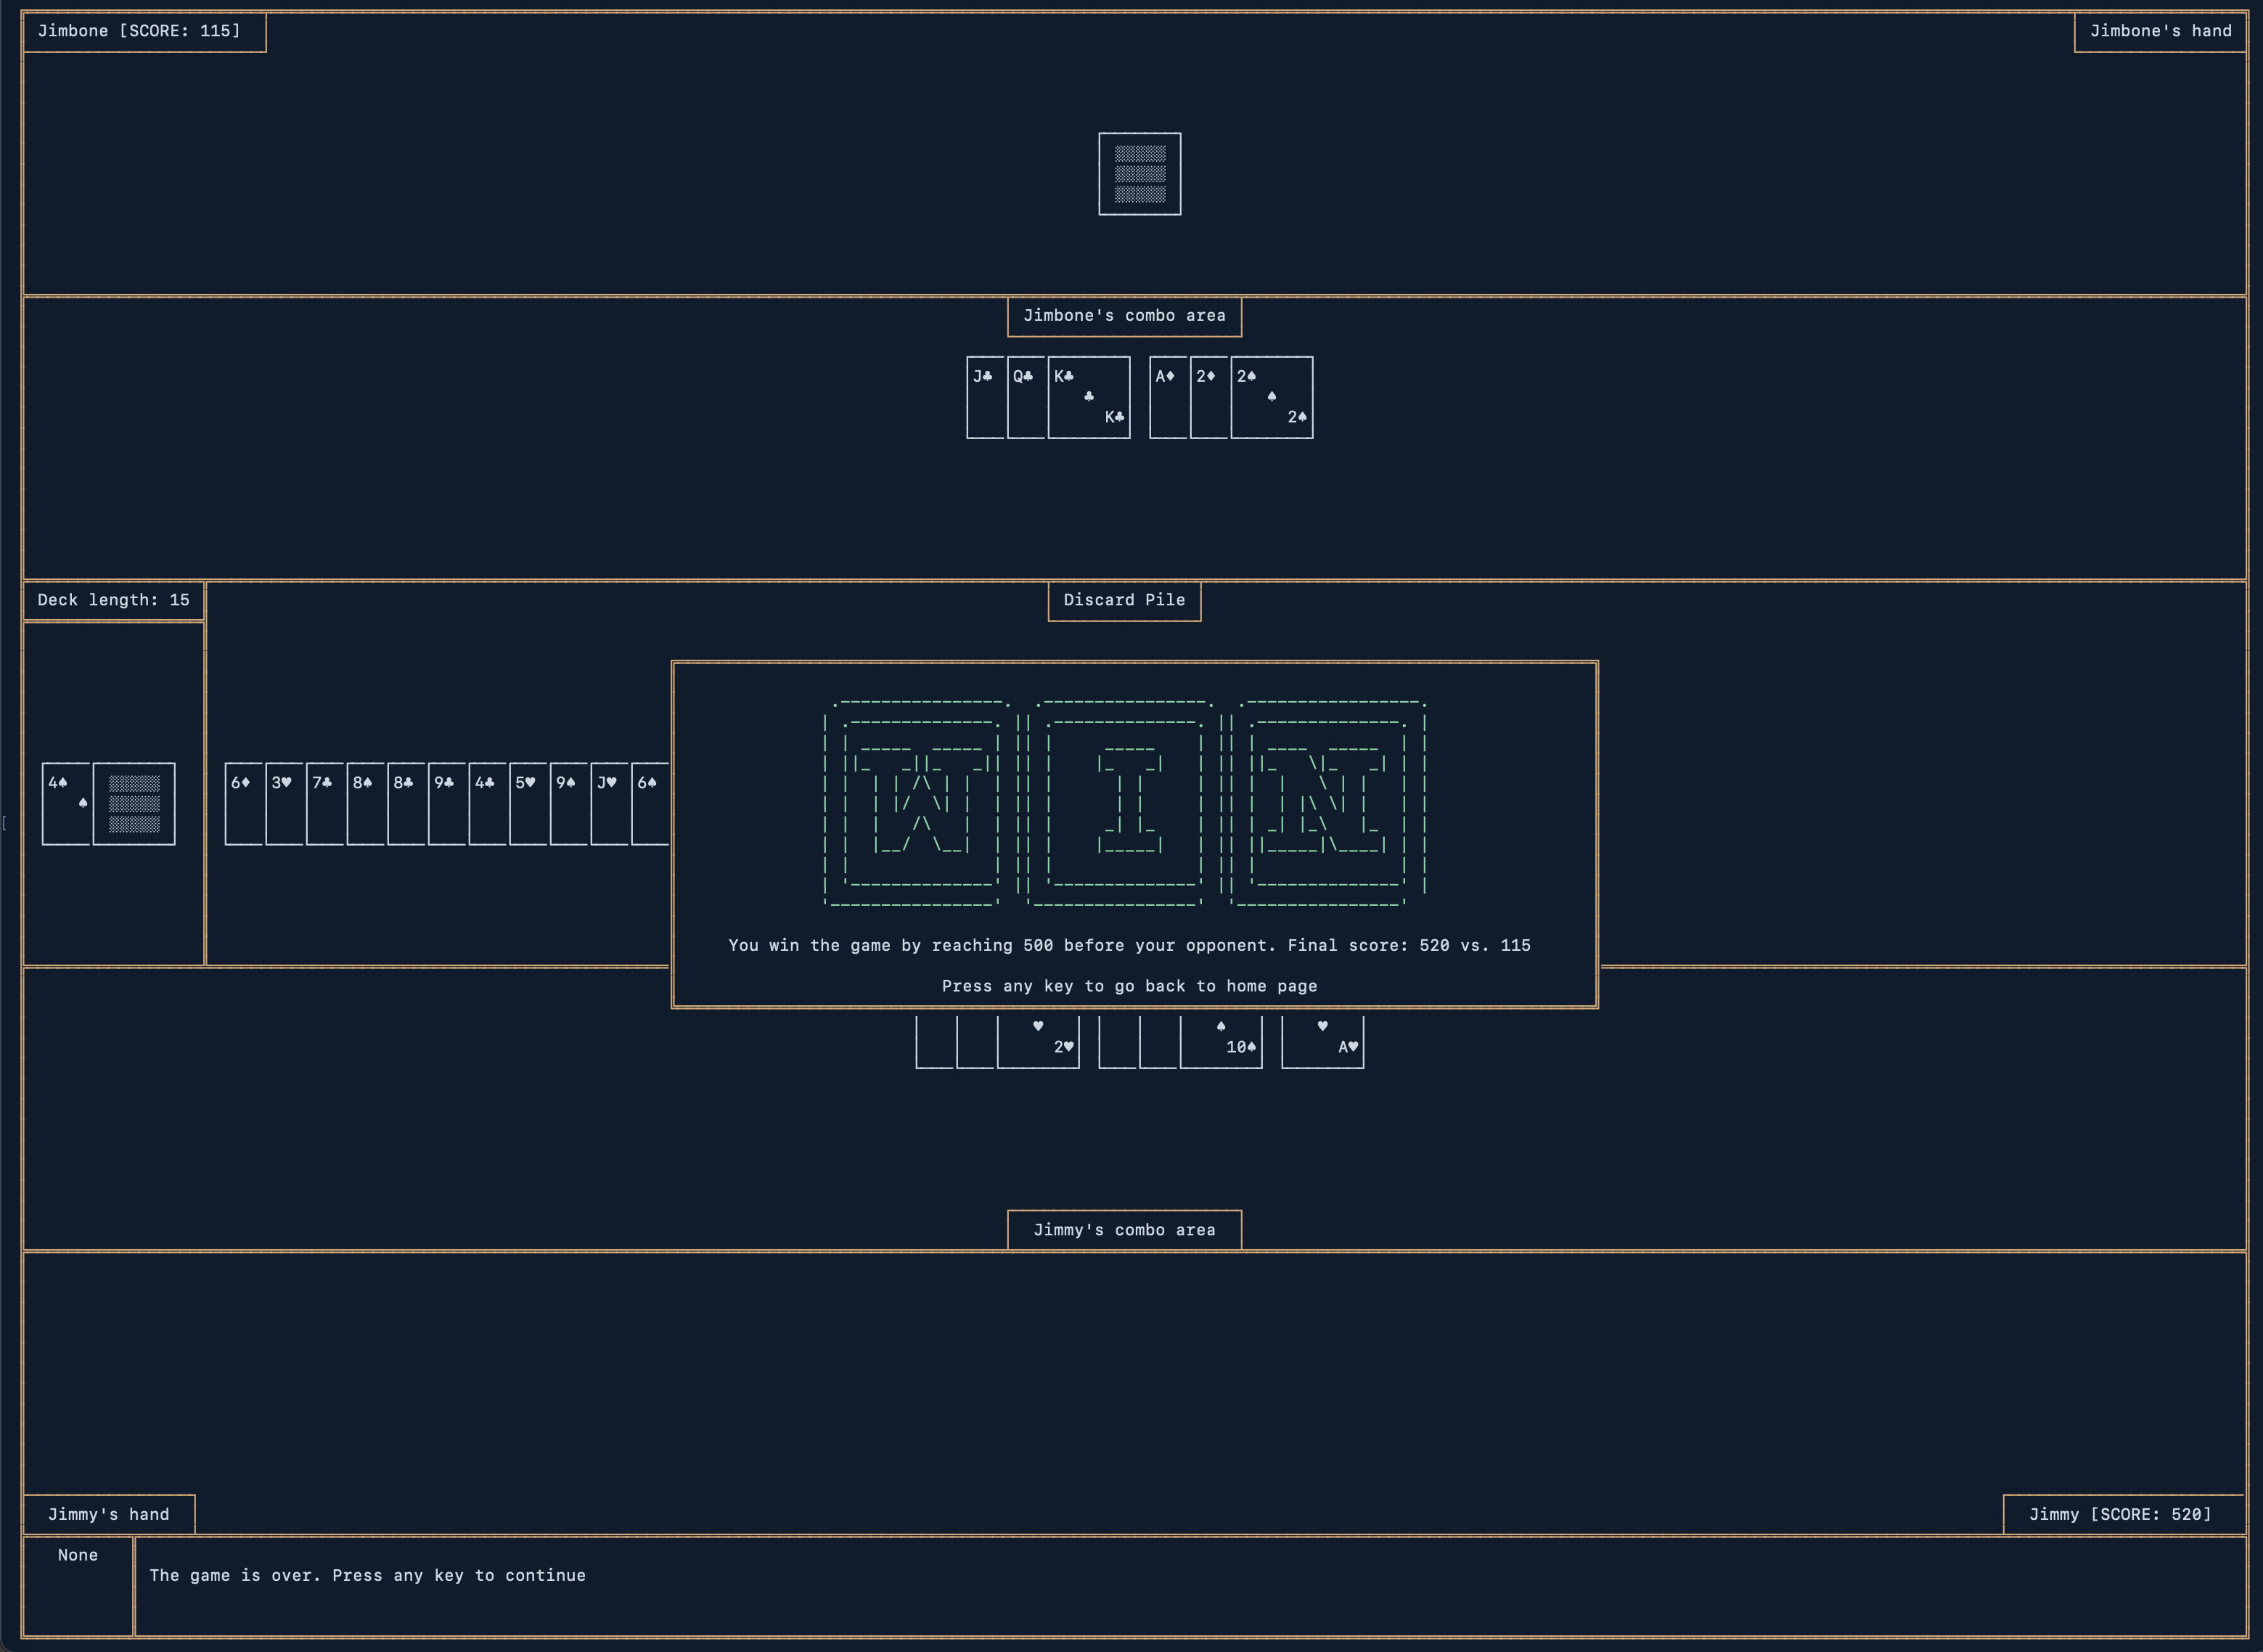 Jimbone [SCORE: 115]
Jimbone's hand
Jimbone's combo area
J♣ Q♣ K♣ A♦ 2♦ 2♠
♣ ♠
K♣ 2♠
Deck length: 15
Discard Pile
4♠ 6♦ 3♥ 7♣ 8♠ 8♣ 9♣ 4♣ 5♥ 9♠ J♥ 6♠
♠
WIN
You win the game by reaching 500 before your opponent. Final score: 520 vs. 115
Press any key to go back to home page
♥ ♠ ♥
2♥ 10♠ A♥
Jimmy's combo area
Jimmy's hand
Jimmy [SCORE: 520]
None
The game is over. Press any key to continue